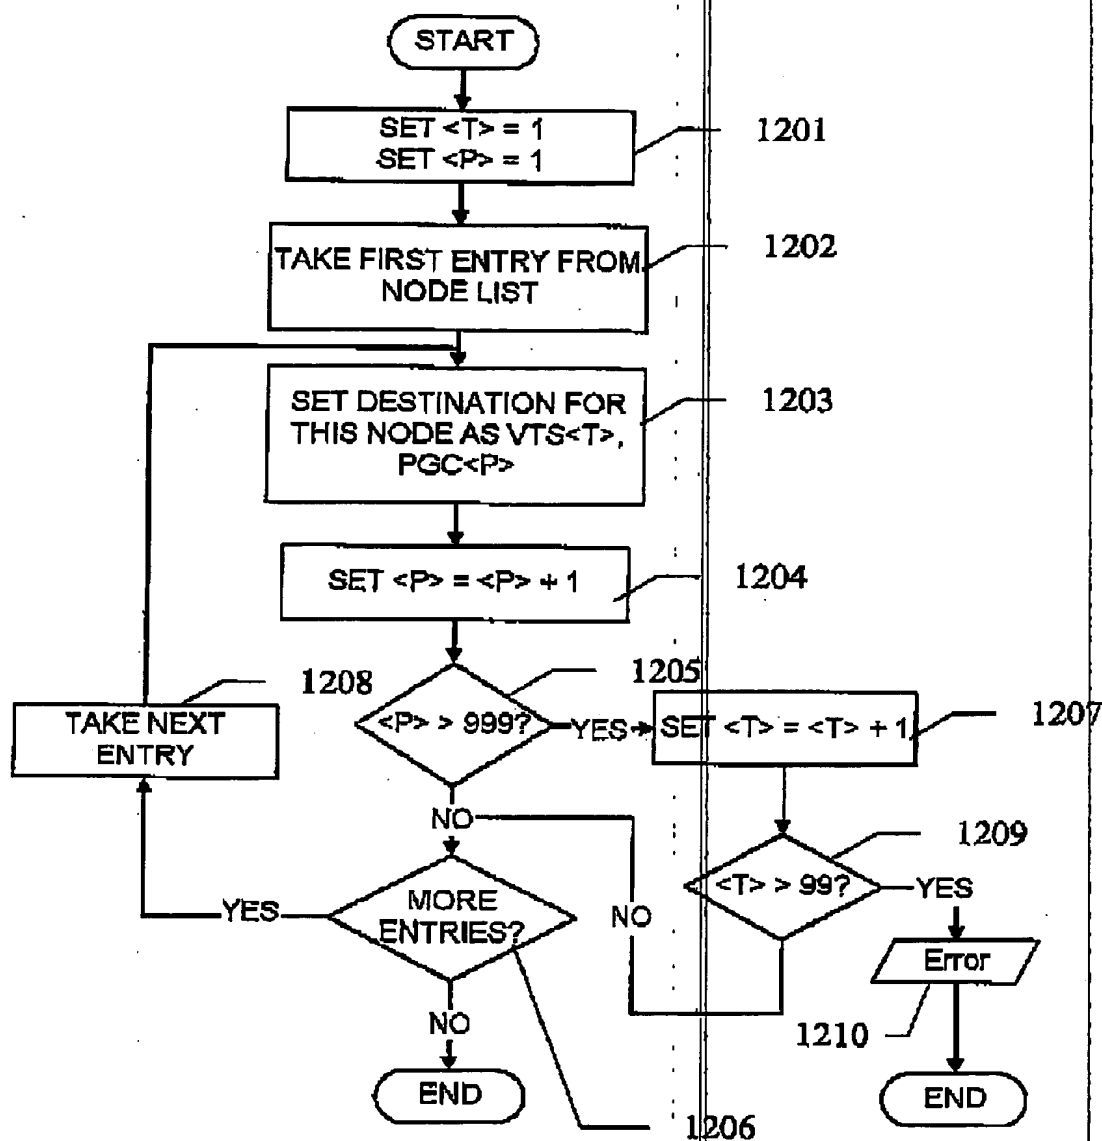 START
SET <T> = 1
SET <P> = 1
1201
TAKE FIRST ENTRY FROM
NODE LIST
1202
SET DESTINATION FOR
THIS NODE AS VTS<T>,
PGC<P>
1203
SET <P> = <P> + 1
1204
<P> > 999?
1205
YES
SET <T> = <T> + 1
1207
TAKE NEXT
ENTRY
1208
NO
<T> > 99?
1209
YES
NO
MORE
ENTRIES?
YES
1206
Error
1210
NO
END
END